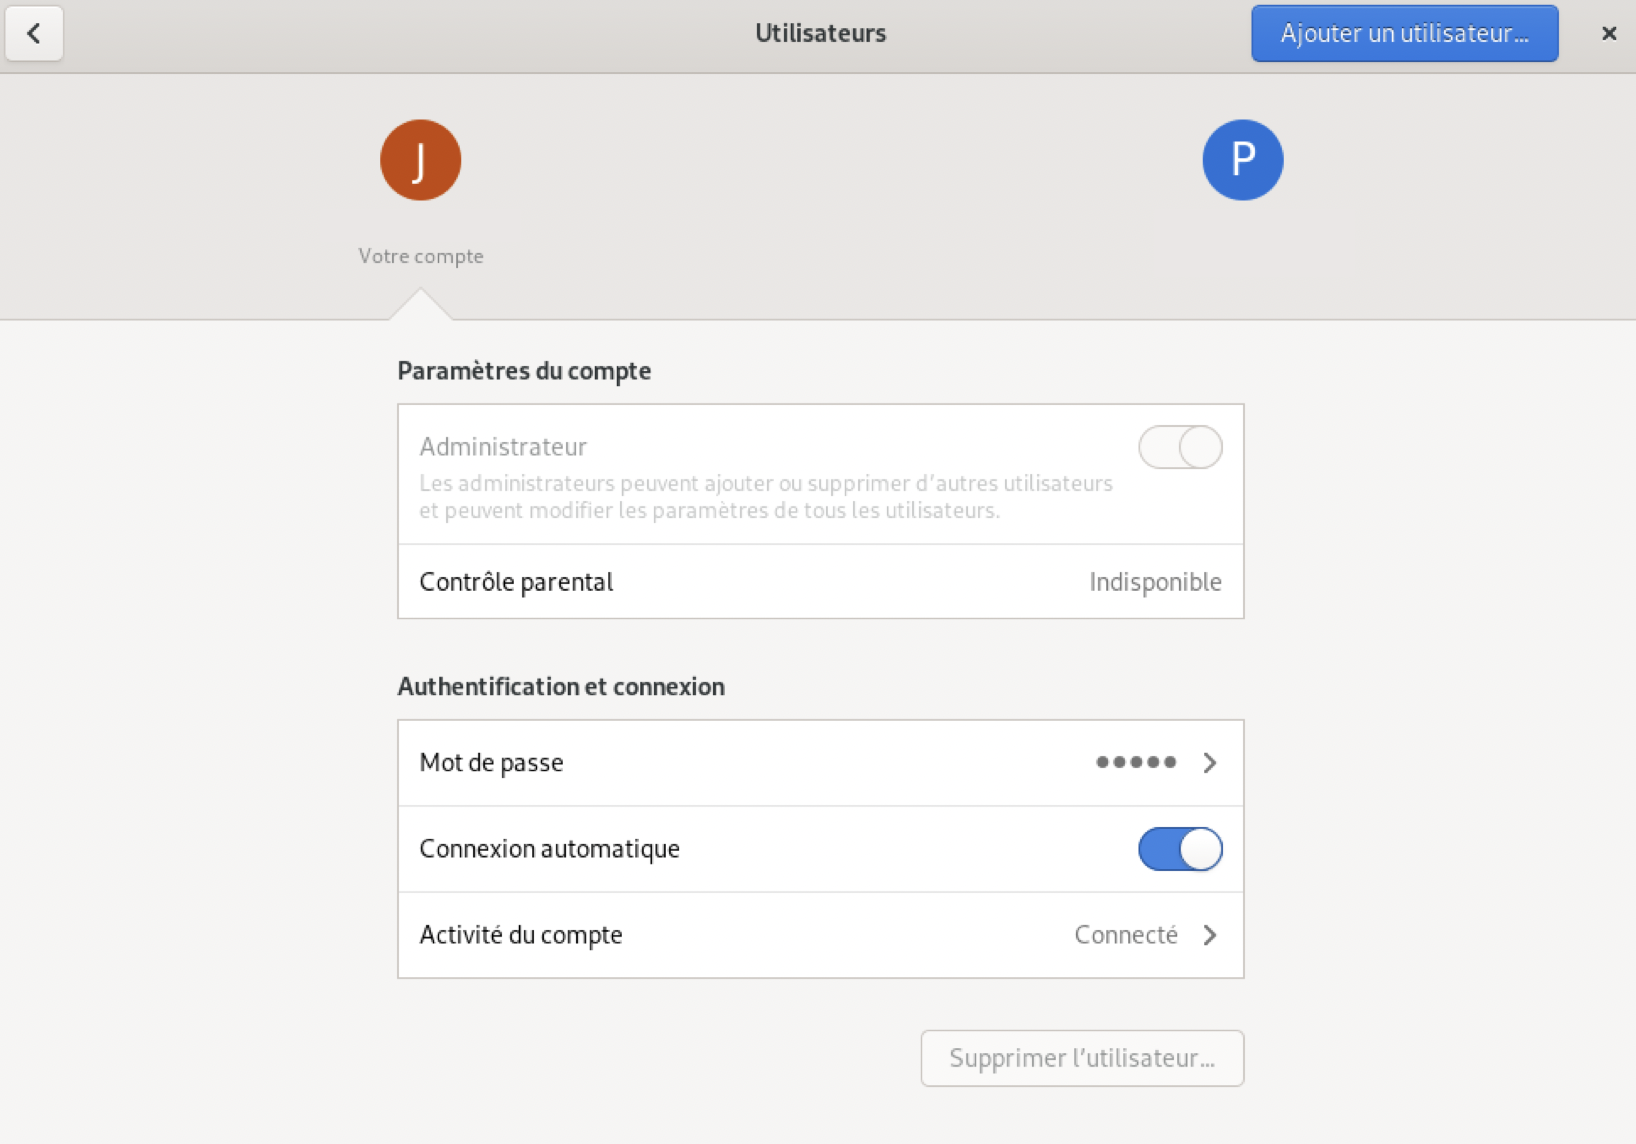 Utilisateurs
Ajouter un utilisateur...
J
P
Votre compte
Paramètres du compte
Administrateur
Les administrateurs peuvent ajouter ou supprimer d’autres utilisateurs
et peuvent modifier les paramètres de tous les utilisateurs.
Contrôle parental Indisponible
Authentification et connexion
Mot de passe
Connexion automatique
Activité du compte Connecté
Supprimer l’utilisateur...